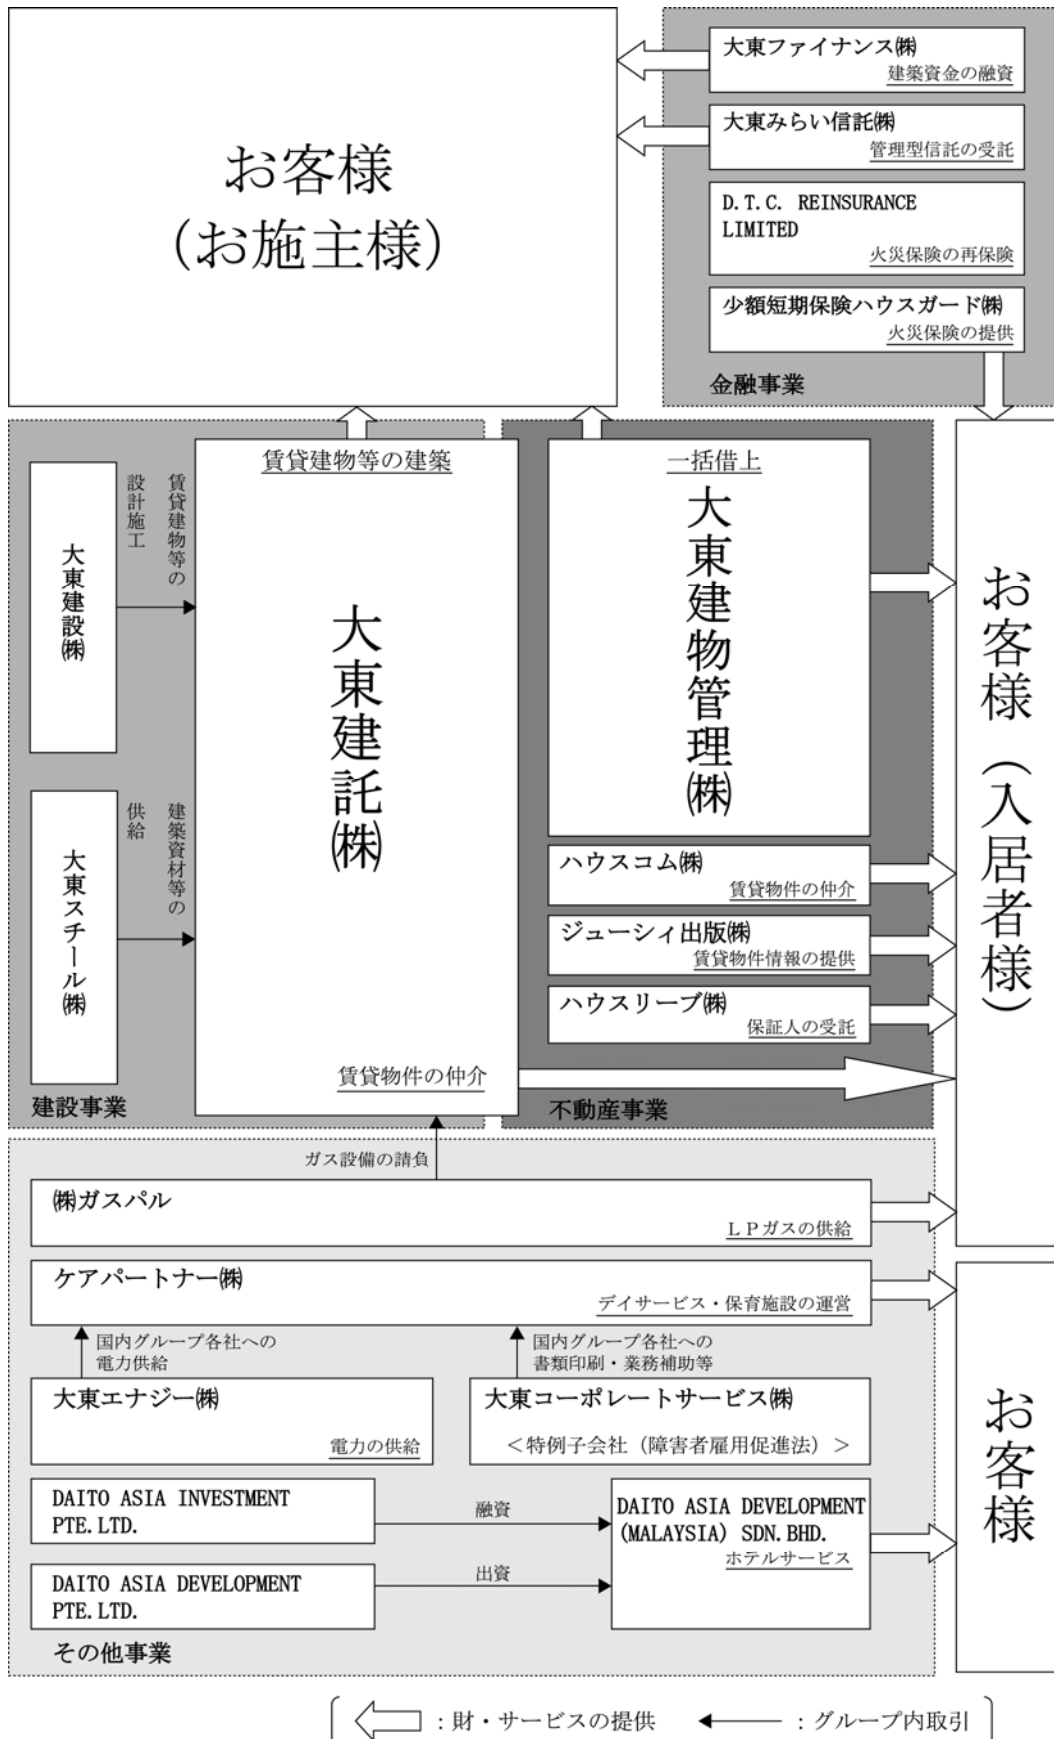 お客様
（お施主様）
大東ファイナンス㈱
建築資金の融資
大東みらい信託㈱
管理型信託の受託
D.T.C. REINSURANCE
LIMITED
火災保険の再保険
少額短期保険ハウスガード㈱
火災保険の提供
金融事業
大東建設㈱
賃貸建物等の
設計施工
大東スチール㈱
建築資材等の
供給
賃貸建物等の建築
大東建託㈱
賃貸物件の仲介
建設事業
一括借上
大東建物管理㈱
ハウスコム㈱
賃貸物件の仲介
ジューシィ出版㈱
賃貸物件情報の提供
ハウスリーブ㈱
保証人の受託
不動産事業
お客様（入居者様）
ガス設備の請負
㈱ガスパル
ＬＰガスの供給
ケアパートナー㈱
デイサービス・保育施設の運営
国内グループ各社への
電力供給
国内グループ各社への
書類印刷・業務補助等
大東エナジー㈱
電力の供給
大東コーポレートサービス㈱
＜特例子会社（障害者雇用促進法）＞
DAITO ASIA INVESTMENT
PTE.LTD.
融資
DAITO ASIA DEVELOPMENT
(MALAYSIA) SDN.BHD.
ホテルサービス
DAITO ASIA DEVELOPMENT
PTE.LTD.
出資
その他事業
お客様
：財・サービスの提供
：グループ内取引